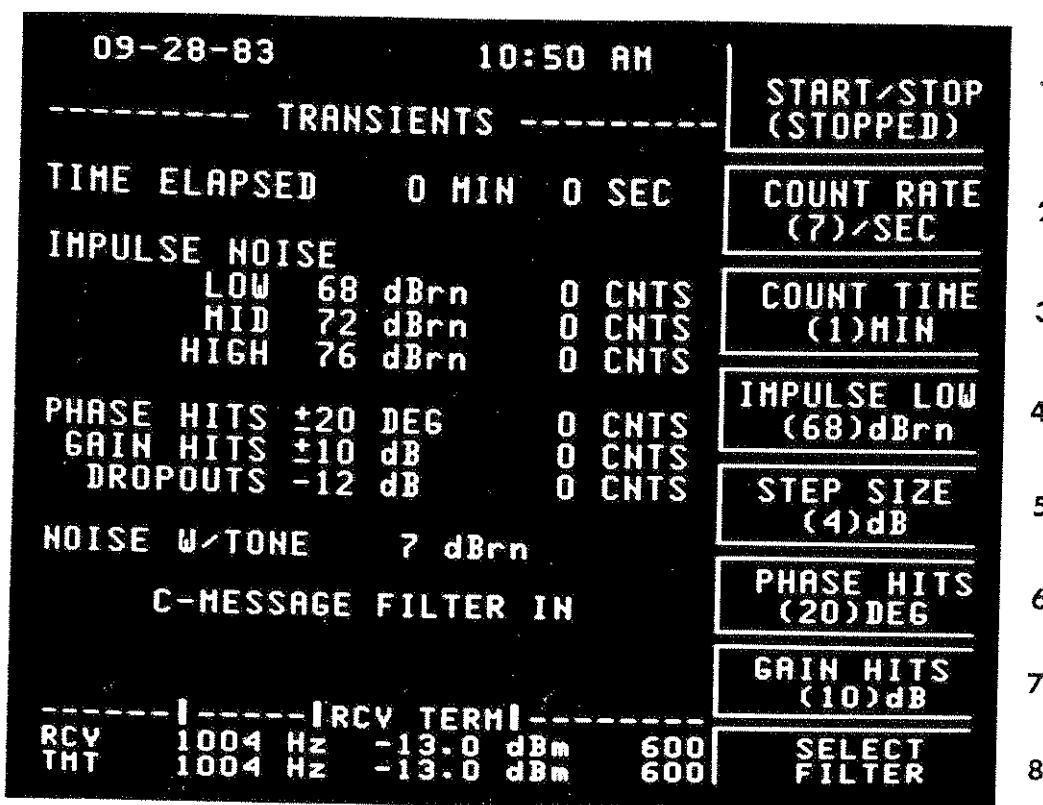 09-28-83 10:50 AM
--------- TRANSIENTS ---------
TIME ELAPSED 0 MIN 0 SEC
IMPULSE NOISE
LOW 68 dBrn 0 CNTS
MID 72 dBrn 0 CNTS
HIGH 76 dBrn 0 CNTS
PHASE HITS ±20 DEG 0 CNTS
GAIN HITS ±10 dB 0 CNTS
DROPOUTS -12 dB 0 CNTS
NOISE W/TONE 7 dBrn
C-MESSAGE FILTER IN
------|-----|RCV TERM|--------
RCV 1004 Hz -13.0 dBm 600
TMT 1004 Hz -13.0 dBm 600
START/STOP
(STOPPED)
COUNT RATE
(7)/SEC
COUNT TIME
(1)MIN
IMPULSE LOW
(68)dBrn
STEP SIZE
(4)dB
PHASE HITS
(20)DEG
GAIN HITS
(10)dB
SELECT
FILTER
4
6
7
8